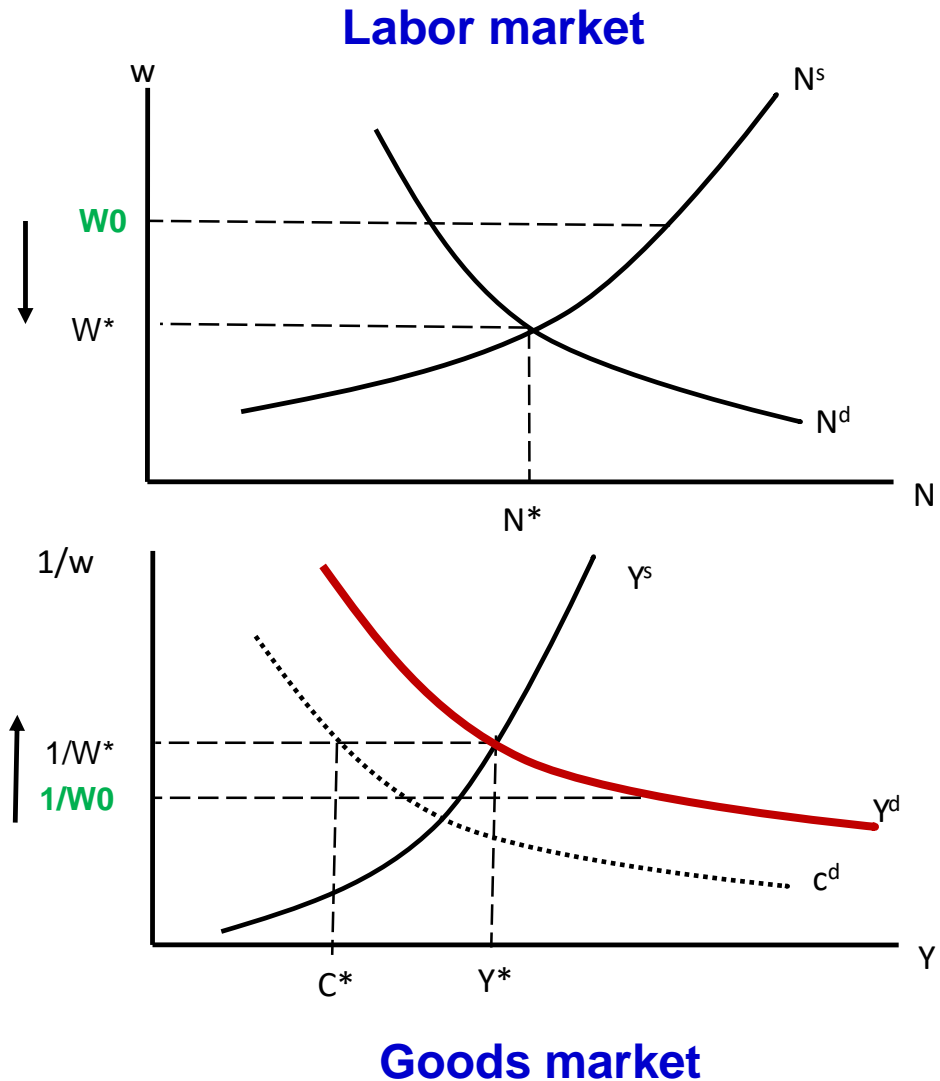 Labor market
w
Nˢ
W0
W*
Nᵈ
N
N*
1/w
Yˢ
1/W*
1/W0
Yᵈ
cᵈ
Y
C*
Y*
Goods market